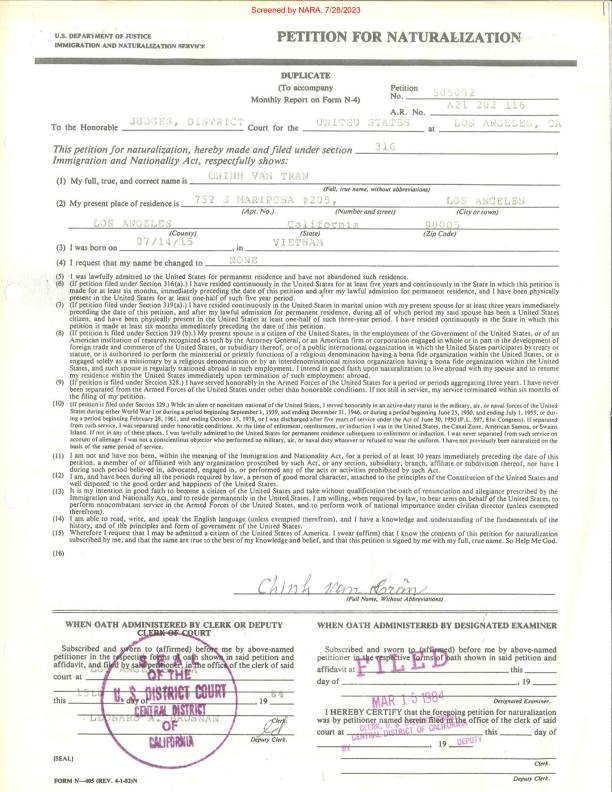 Screened by NARA, 7/28/2023
U.S. DEPARTMENT OF JUSTICE
IMMIGRATION AND NATURALIZATION SERVICE
PETITION FOR NATURALIZATION
DUPLICATE
(To accompany
Monthly Report on Form N-4)
Petition
No. 505032
A.R. No. A21 202 116
To the Honorable JUDGES, DISTRICT Court for the UNITED STATES at LOS ANGELES, CA
This petition for naturalization, hereby made and filed under section 316,
Immigration and Nationality Act, respectfully shows:
(1) My full, true, and correct name is CHINH VAN TRAN
(Full, true name, without abbreviations)
(2) My present place of residence is 752 S MARIPOSA #205, LOS ANGELES
(Apt. No.) (Number and street) (City or town)
LOS ANGELES California 90005
(County) (State) (Zip Code)
(3) I was born on 07/14/15, in VIETNAM
(4) I request that my name be changed to NONE
(5) I was lawfully admitted to the United States for permanent residence and have not abandoned such residence.
(6) (If petition filed under Section 316(a).) I have resided continuously in the United States for at least five years and continuously in the State in which this petition is
made for at least six months, immediately preceding the date of this petition and after my lawful admission for permanent residence, and I have been physically
present in the United States for at least one-half of such five year period.
(7) (If petition filed under Section 319(a).) I have resided continuously in the United States in marital union with my present spouse for at least three years immediately
preceding the date of this petition, and after my lawful admission for permanent residence, during all of which period my said spouse has been a United States
citizen, and have been physically present in the United States for at least one-half of such three-year period. I have resided continuously in the State in which this
petition is made at least six months immediately preceding the date of this petition.
(8) (If petition is filed under Section 319 (b).) My present spouse is a citizen of the United States, in the employment of the Government of the United States, or of an
American institution of research recognized as such by the Attorney General, or an American firm or corporation engaged in whole or in part in the development of
foreign trade and commerce of the United States, or subsidiary thereof, or of a public international organization in which the United States participates by treaty or
statute, or is authorized to perform the ministerial or priestly functions of a religious denomination having a bona fide organization within the United States, or is
engaged solely as a missionary by a religious denomination or by an interdenominational mission organization having a bona fide organization within the United
States, and such spouse is regularly stationed abroad in such employment. I intend in good faith upon naturalization to live abroad with my spouse and to resume
my residence within the United States immediately upon termination of such employment abroad.
(9) (If petition filed under Section 328.) I have served honorably in the Armed Forces of the United States for a period or periods aggregating three years. I have never
been separated from the Armed Forces of the United States under other than honorable conditions. If not still in service, my service terminated within six months of
the filing of my petition.
(10) (If petition filed under Section 329.) While an alien or noncitizen national of the United States, I served honorably in an active-duty status in the military, air, or naval forces of the United
States during either World War I or during a period beginning September 1, 1939, and ending December 31, 1946, or during a period beginning June 25, 1950, and ending July 1, 1955, or dur-
ing a period beginning February 28, 1961, and ending October 15, 1978, or I was discharged after five years of service under the Act of June 30, 1950 (P.L. 597, 81st Congress). If separated
from such service, I was separated under honorable conditions. At the time of enlistment, reenlistment, or induction I was in the United States, the Canal Zone, American Samoa, or Swains
Island. If not in any of these places, I was lawfully admitted to the United States for permanent residence subsequent to enlistment or induction. I was never separated from such service on
account of alienage. I was not a conscientious objector who performed no military, air, or naval duty whatever or refused to wear the uniform. I have not previously been naturalized on the
basis of the same period of service.
(11) I am not and have not been, within the meaning of the Immigration and Nationality Act, for a period of at least 10 years immediately preceding the date of this
petition, a member of or affiliated with any organization proscribed by such Act, or any section, subsidiary, branch, affiliate or subdivision thereof, nor have I
during such period believed in, advocated, engaged in, or performed any of the acts or activities prohibited by such Act.
(12) I am, and have been during all the periods required by law, a person of good moral character, attached to the principles of the Constitution of the United States and
well disposed to the good order and happiness of the United States.
(13) It is my intention in good faith to become a citizen of the United States and take without qualification the oath of renunciation and allegiance prescribed by the
Immigration and Nationality Act, and to reside permanently in the United States. I am willing, when required by law, to bear arms on behalf of the United States, to
perform noncombatant service in the Armed Forces of the United States, and to perform work of national importance under civilian direction (unless exempted
therefrom).
(14) I am able to read, write, and speak the English language (unless exempted therefrom), and I have a knowledge and understanding of the fundamentals of the
history, and of the principles and form of government of the United States.
(15) Wherefore I request that I may be admitted a citizen of the United States of America. I swear (affirm) that I know the contents of this petition for naturalization
subscribed by me, and that the same are true to the best of my knowledge and belief, and that this petition is signed by me with my full, true name. So Help Me God.
(16)
Chinh Van Trân
(Full Name, Without Abbreviations)
WHEN OATH ADMINISTERED BY CLERK OR DEPUTY
CLERK OF COURT
Subscribed and sworn to (affirmed) before me by above-named
petitioner in the respective forms of oath shown in said petition and
affidavit, and filed by said petitioner, in the office of the clerk of said
court at LOS ANGELES
this 15th day of , 19 84
LEONARD A. BROSNAN
Clerk.
Deputy Clerk.
(SEAL)
SEAL
OF THE
U.S. DISTRICT COURT
CENTRAL DISTRICT
OF
CALIFORNIA
WHEN OATH ADMINISTERED BY DESIGNATED EXAMINER
Subscribed and sworn to (affirmed) before me by above-named
petitioner in the respective forms of oath shown in said petition and
affidavit at this
day of , 19
Designated Examiner.
I HEREBY CERTIFY that the foregoing petition for naturalization
was by petitioner named herein filed in the office of the clerk of said
court at this day of
, 19
Clerk.
Deputy Clerk.
FILED
MAR 15 1984
CLERK, U. S. DISTRICT COURT
CENTRAL DISTRICT OF CALIFORNIA
BY DEPUTY
FORM N—405 (REV. 4-1-82)N